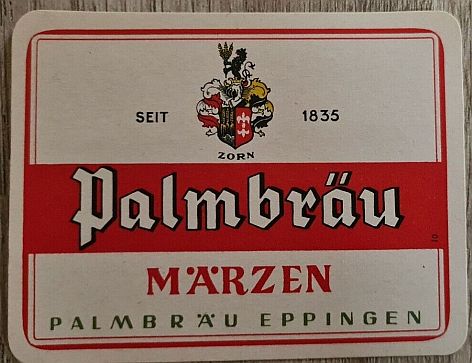 SEIT 1835
ZORN
Palmbräu
MÄRZEN
PALMBRÄU EPPINGEN